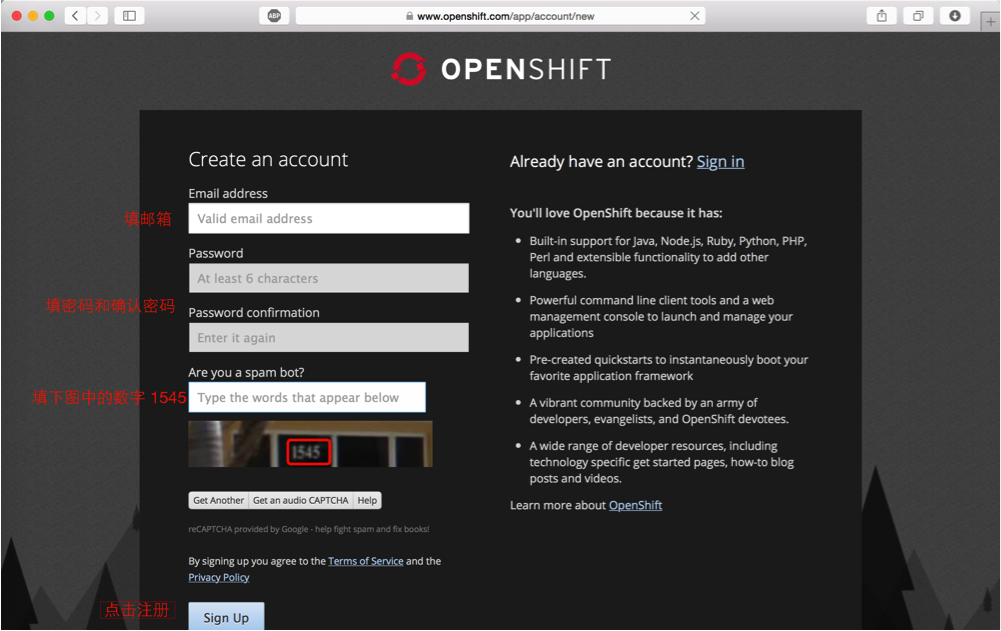 ABP
www.openshift.com/app/account/new
OPENSHIFT
Create an account
Email address
填邮箱
Valid email address
Password
At least 6 characters
填密码和确认密码
Password confirmation
Enter it again
Are you a spam bot?
填下图中的数字 1545
Type the words that appear below
1545
Get Another
Get an audio CAPTCHA
Help
reCAPTCHA provided by Google - help fight spam and fix books!
By signing up you agree to the Terms of Service and the
Privacy Policy
点击注册
Sign Up
Already have an account? Sign in
You'll love OpenShift because it has:
Built-in support for Java, Node.js, Ruby, Python, PHP,
Perl and extensible functionality to add other
languages.
Powerful command line client tools and a web
management console to launch and manage your
applications
Pre-created quickstarts to instantaneously boot your
favorite application framework
A vibrant community backed by an army of
developers, evangelists, and OpenShift devotees.
A wide range of developer resources, including
technology specific get started pages, how-to blog
posts and videos.
Learn more about OpenShift